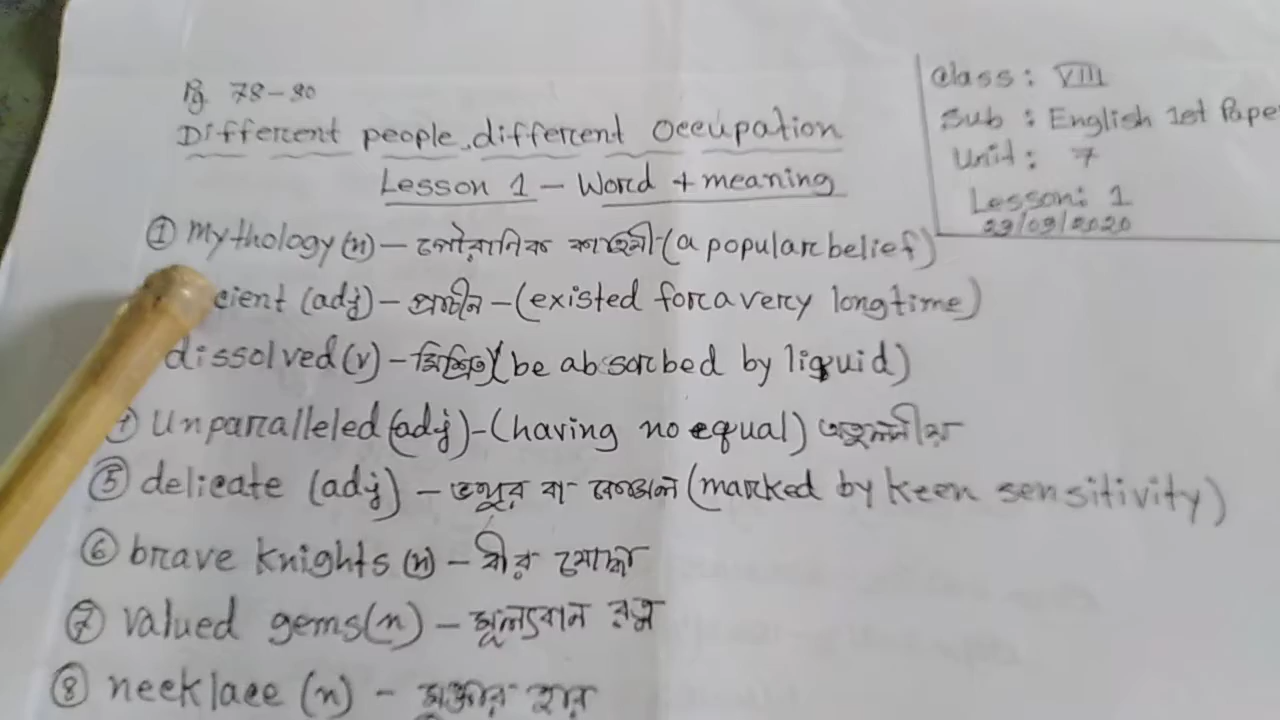 Pg 78-80
Different people, different Occupation
Lesson 1 - Word + meaning
Class: VIII
Sub : English 1st Pape
Unit: 7
Lesson: 1
23/09/2020
① Mythology (n) - পৌরানিক কাহিনী (a popular belief)
cient (adj) - প্রাচীন - (existed for a very long time)
dissolved (v) - মিশ্রিত (be absorbed by liquid)
Unparalleled (adj) - (having no equal) অতুলনীয়
⑤ delicate (adj) - ভঙ্গুর বা কোমল (marked by keen sensitivity)
⑥ brave knights (n) - বীর যোদ্ধা
⑦ valued gems (n) - মূল্যবান রত্ন
⑧ necklace (n) - মুক্তার হার